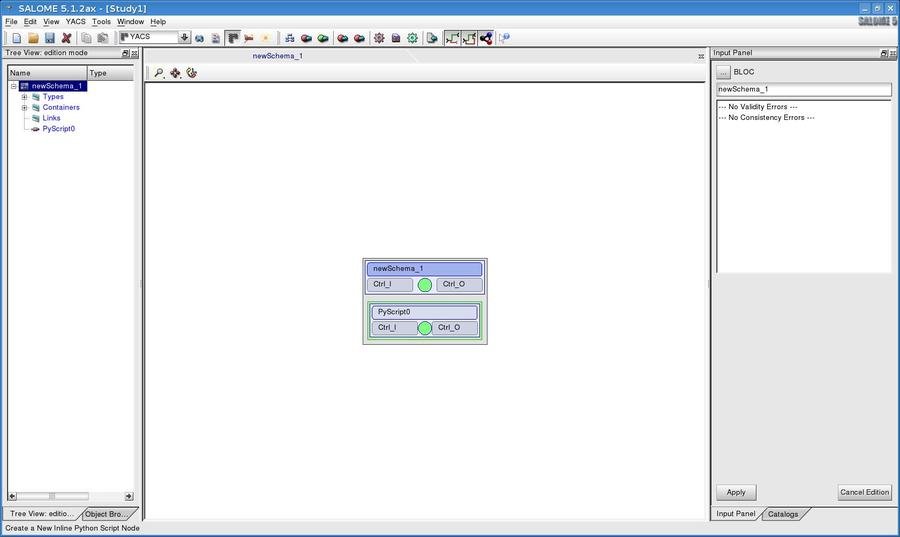 SALOME 5.1.2ax - [Study1]
File Edit View YACS Tools Window Help
SALOME 5
YACS
Tree View: edition mode
Name Type
newSchema_1
Types
Containers
Links
PyScript0
Tree View: editio... Object Bro...
newSchema_1
newSchema_1
Ctrl_I Ctrl_O
PyScript0
Ctrl_I Ctrl_O
Input Panel
... BLOC
newSchema_1
--- No Validity Errors ---
--- No Consistency Errors ---
Apply Cancel Edition
Input Panel Catalogs
Create a New Inline Python Script Node